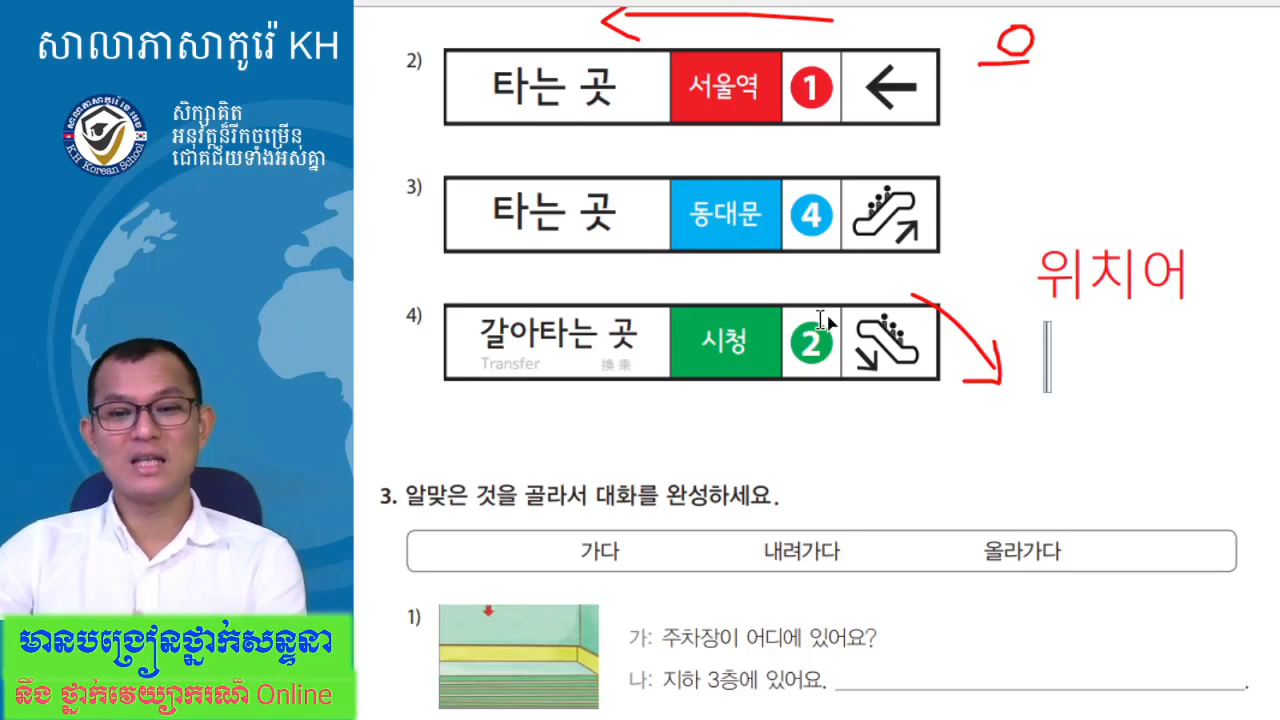 សាលាភាសាកូរ៉េ KH
សិក្សាគិត
អនុវត្តន៍រីកចម្រើន
ជោគជ័យទាំងអស់គ្នា
K.H Korean School
2)
타는 곳 서울역 1
3)
타는 곳 동대문 4
위치어
4)
갈아타는 곳 시청 2
Transfer 換乘
3. 알맞은 것을 골라서 대화를 완성하세요.
가다 내려가다 올라가다
1)
가: 주차장이 어디에 있어요?
나: 지하 3층에 있어요. .
មានបង្រៀនថ្នាក់សន្ទនា
និង ថ្នាក់វេយ្យាករណ៍ Online